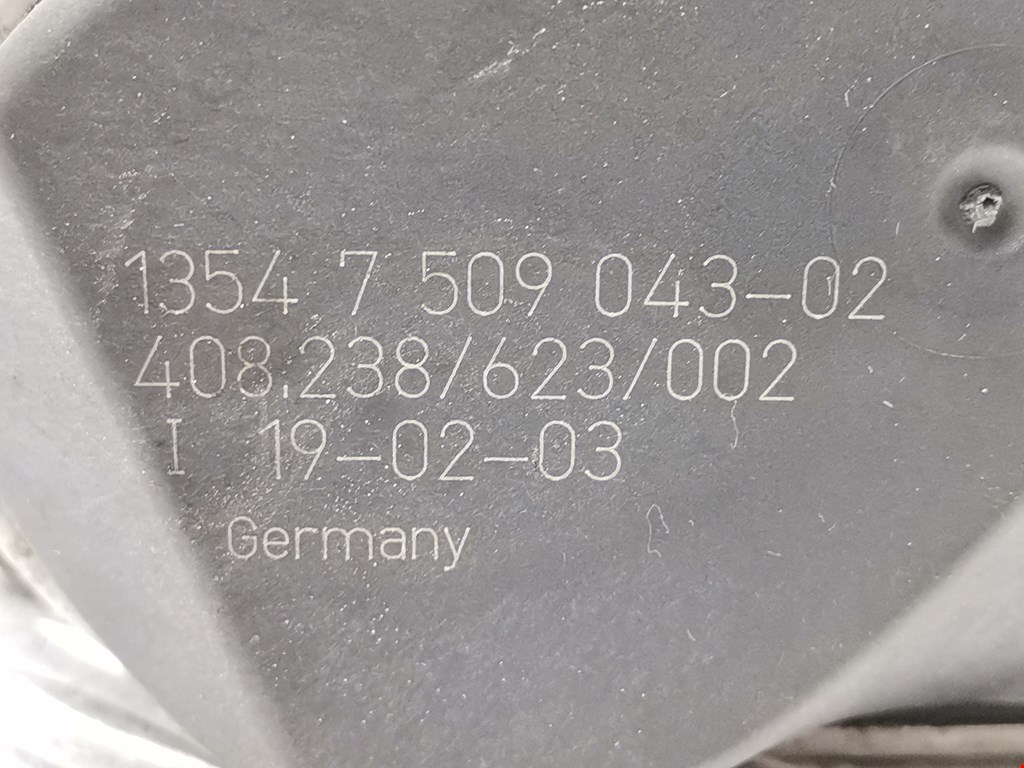 1354 7 509 043-02
408.238/623/002
I 19-02-03
Germany